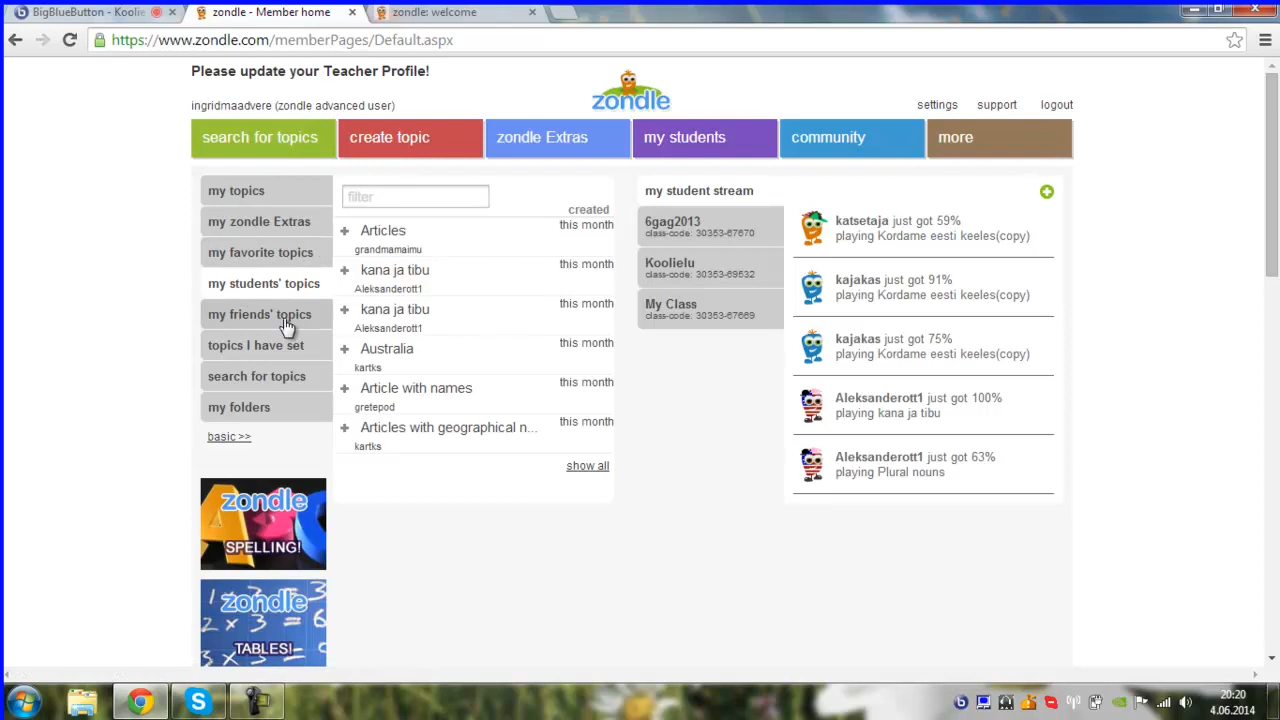 BigBlueButton - Koolie
zondle - Member home
zondle: welcome
https://www.zondle.com/memberPages/Default.aspx
Please update your Teacher Profile!
ingridmaadvere (zondle advanced user)
zondle
settings
support
logout
search for topics
create topic
zondle Extras
my students
community
more
my topics
my zondle Extras
my favorite topics
my students' topics
my friends' topics
topics I have set
search for topics
my folders
basic >>
zondle
SPELLING!
zondle
1 x 3 = 3
2 x 3 = 6
TABLES!
filter
created
Articles
this month
grandmamaimu
kana ja tibu
this month
Aleksanderott1
kana ja tibu
this month
Aleksanderott1
Australia
this month
kartks
Article with names
this month
gretepod
Articles with geographical n...
this month
kartks
show all
my student stream
6gag2013
class-code: 30353-67670
Koolielu
class-code: 30353-69532
My Class
class-code: 30353-67669
katsetaja just got 59%
playing Kordame eesti keeles(copy)
kajakas just got 91%
playing Kordame eesti keeles(copy)
kajakas just got 75%
playing Kordame eesti keeles(copy)
Aleksanderott1 just got 100%
playing kana ja tibu
Aleksanderott1 just got 63%
playing Plural nouns
20:20
4.06.2014